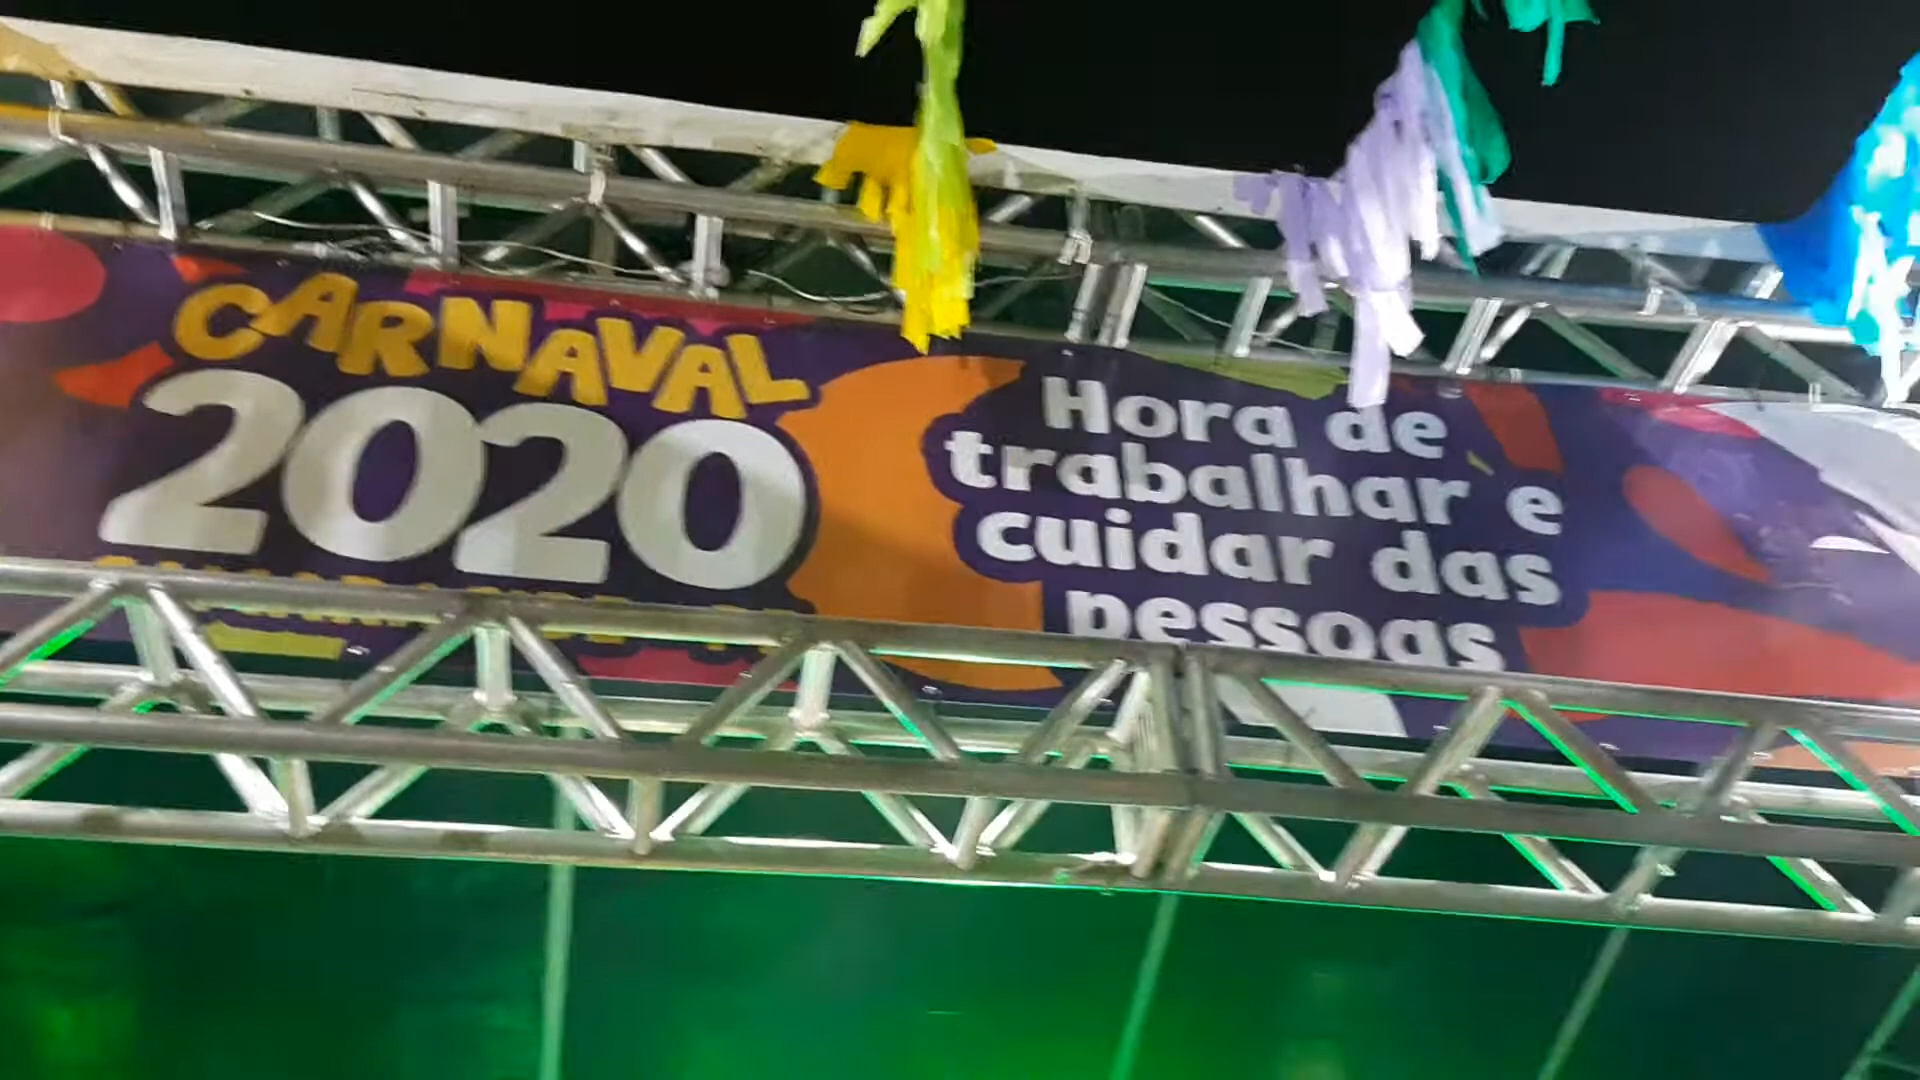 CARNAVAL
2020
Hora de
trabalhar e
cuidar das
pessoas